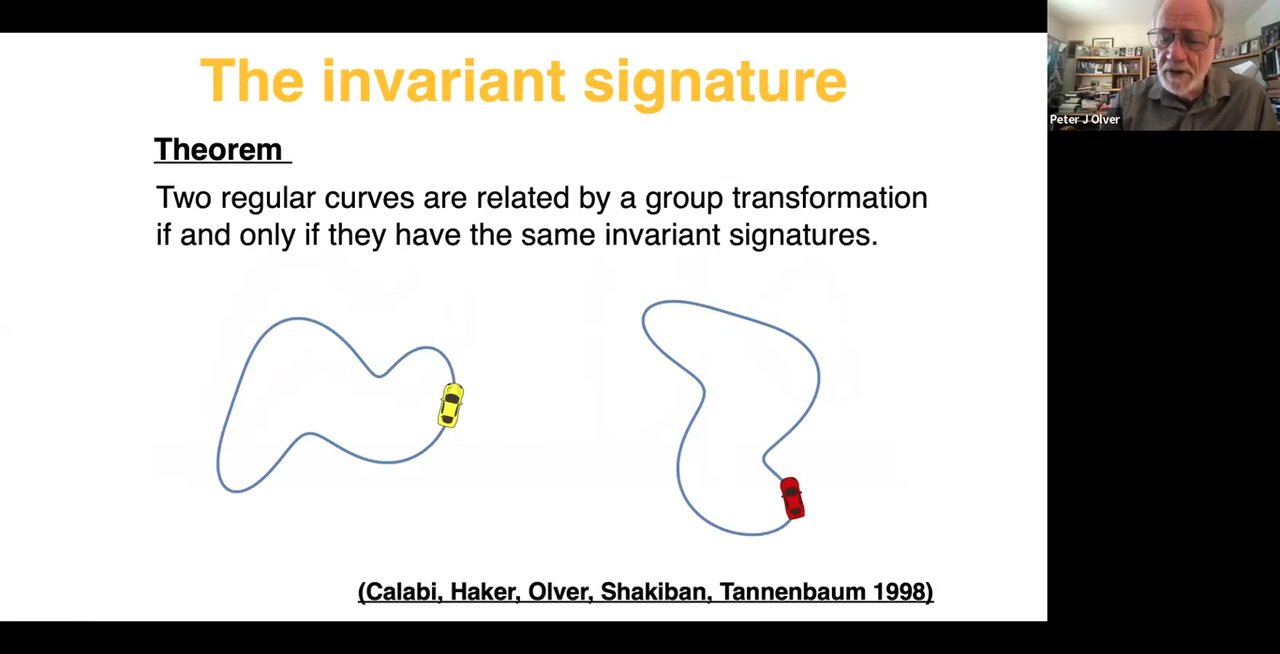 The invariant signature
Peter J Olver
Theorem
Two regular curves are related by a group transformation
if and only if they have the same invariant signatures.
(Calabi, Haker, Olver, Shakiban, Tannenbaum 1998)